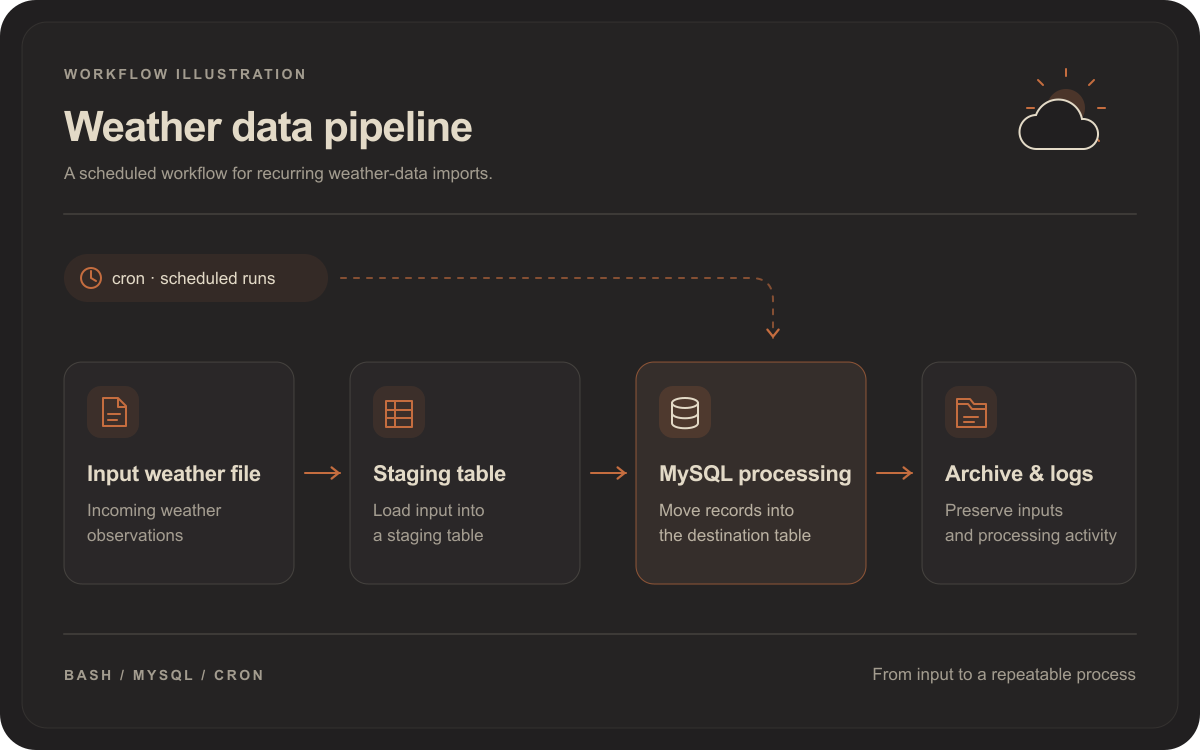 WORKFLOW ILLUSTRATION
Weather data pipeline
A scheduled workflow for recurring weather-data imports.
cron · scheduled runs
Input weather file
Incoming weather
observations
Staging table
Load input into
a staging table
MySQL processing
Move records into
the destination table
Archive & logs
Preserve inputs
and processing activity
BASH / MYSQL / CRON
From input to a repeatable process